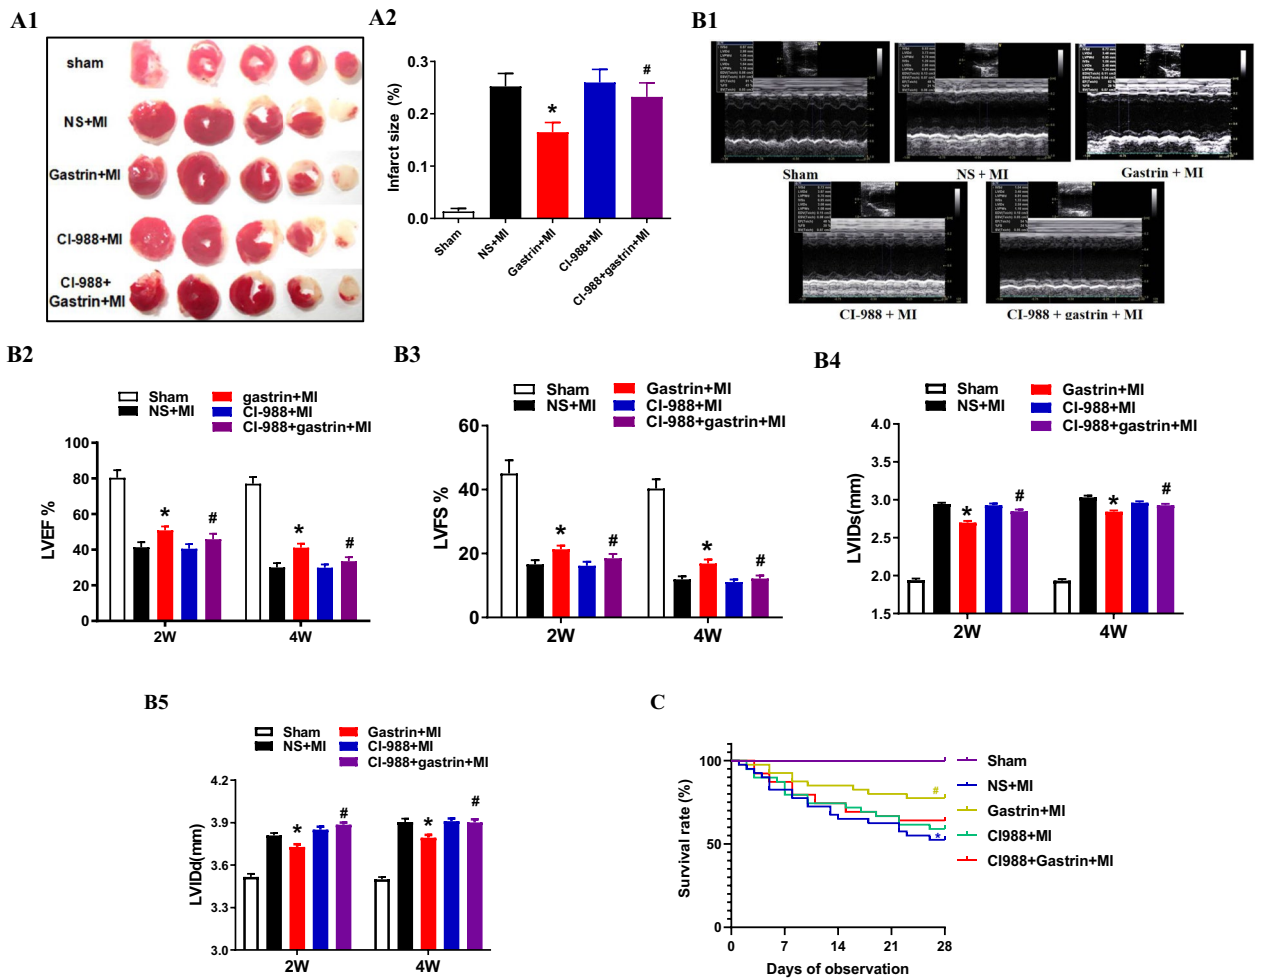 A1
sham
NS+MI
Gastrin+MI
CI-988+MI
CI-988+
Gastrin+MI
A2
Infarct size (%)
0.3
0.2
0.1
0.0
*
#
Sham
NS+MI
Gastrin+MI
CI-988+MI
CI-988+gastrin+MI
B1
Sham
NS + MI
Gastrin + MI
CI-988 + MI
CI-988 + gastrin + MI
B2
Sham
NS+MI
gastrin+MI
CI-988+MI
CI-988+gastrin+MI
LVEF %
100
80
60
40
20
0
*
#
*
#
2W
4W
B3
Sham
NS+MI
Gastrin+MI
CI-988+MI
CI-988+gastrin+MI
LVFS %
60
40
20
0
*
#
*
#
2W
4W
B4
Sham
NS+MI
Gastrin+MI
CI-988+MI
CI-988+gastrin+MI
LVIDs(mm)
4.0
3.5
3.0
2.5
2.0
1.5
*
#
*
#
2W
4W
B5
Sham
NS+MI
Gastrin+MI
CI-988+MI
CI-988+gastrin+MI
LVIDd(mm)
4.2
3.9
3.6
3.3
3.0
*
#
*
#
2W
4W
C
Survival rate (%)
100
50
0
#
*
0
7
14
21
28
Days of observation
Sham
NS+MI
Gastrin+MI
CI988+MI
CI988+Gastrin+MI